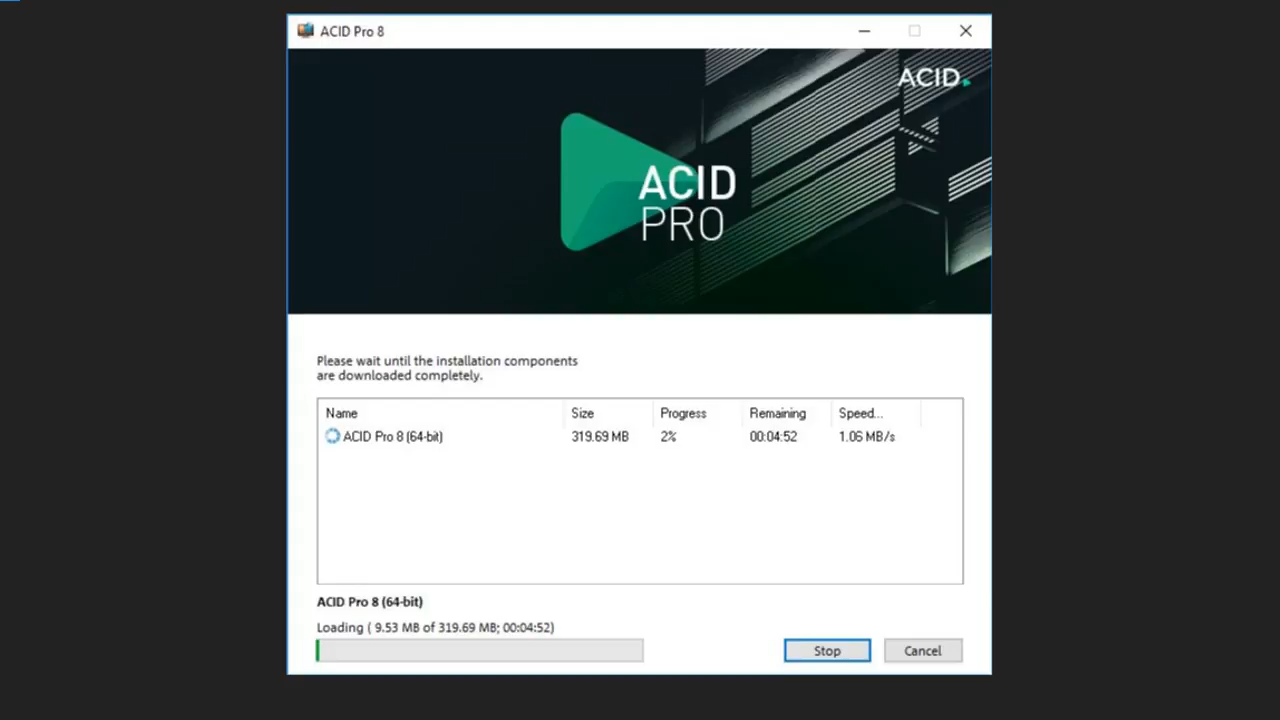 ACID Pro 8
ACID
ACID
PRO
Please wait until the installation components
are downloaded completely.
Name Size Progress Remaining Speed...
ACID Pro 8 (64-bit) 319.69 MB 2% 00:04:52 1.06 MB/s
ACID Pro 8 (64-bit)
Loading ( 9.53 MB of 319.69 MB; 00:04:52)
Stop Cancel